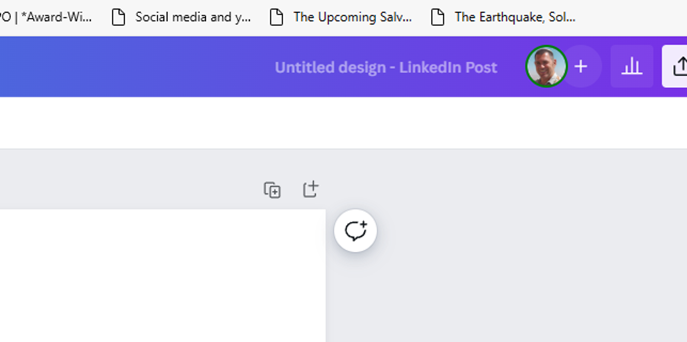 PO | *Award-Wi... Social media and y... The Upcoming Salv... The Earthquake, Sol...
Untitled design - LinkedIn Post